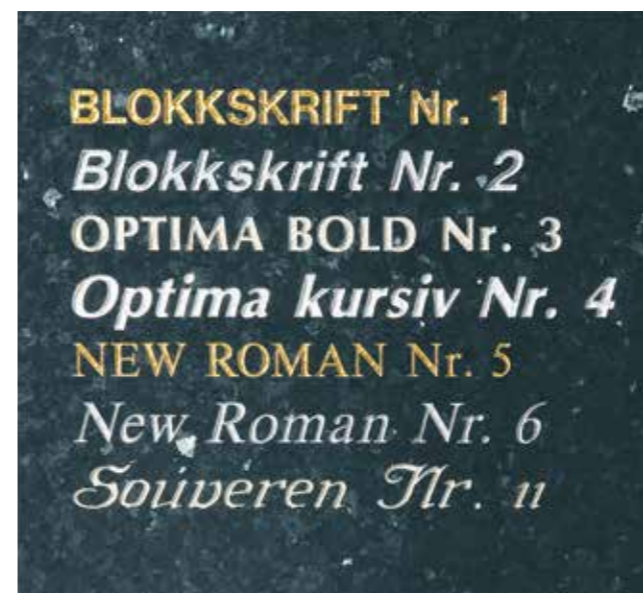 BLOKKSKRIFT Nr. 1
Blokkskrift Nr. 2
OPTIMA BOLD Nr. 3
Optima kursiv Nr. 4
NEW ROMAN Nr. 5
New Roman Nr. 6
Souveren Nr. 11